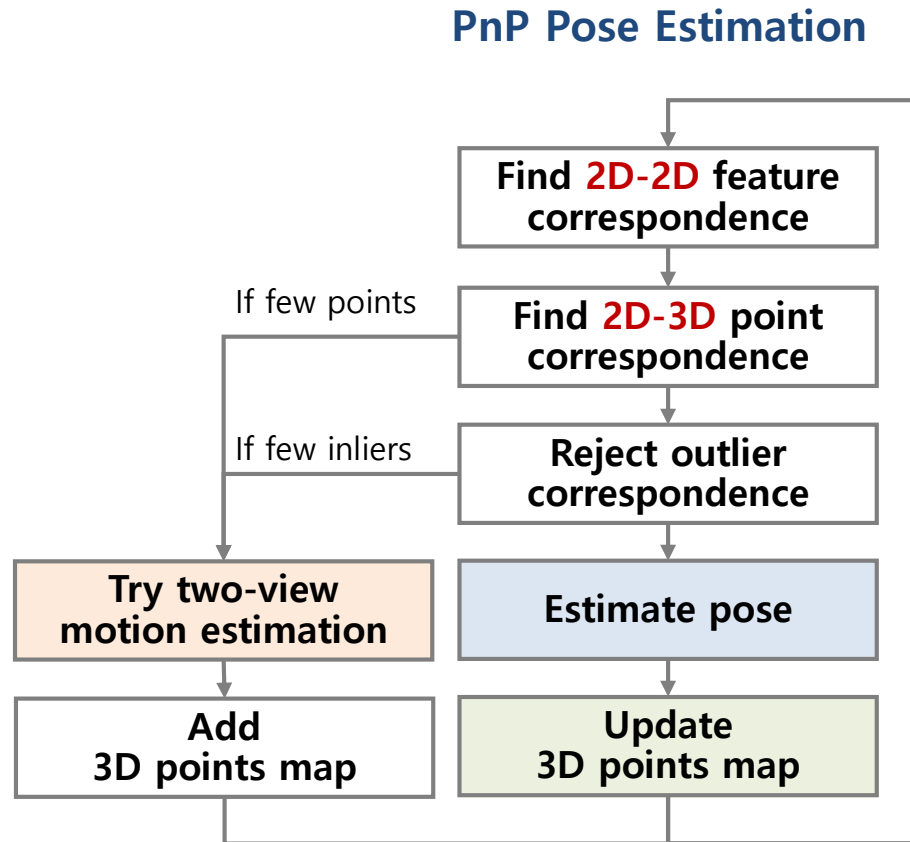 PnP Pose Estimation
Find 2D-2D feature
correspondence
If few points
Find 2D-3D point
correspondence
If few inliers
Reject outlier
correspondence
Try two-view
motion estimation
Estimate pose
Add
3D points map
Update
3D points map